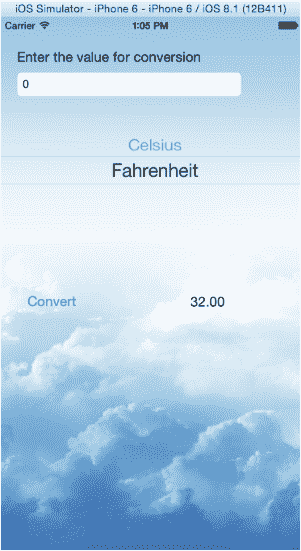 iOS Simulator - iPhone 6 - iPhone 6 / iOS 8.1 (12B411)
Carrier 1:05 PM
Enter the value for conversion
0
Celsius
Fahrenheit
Convert 32.00